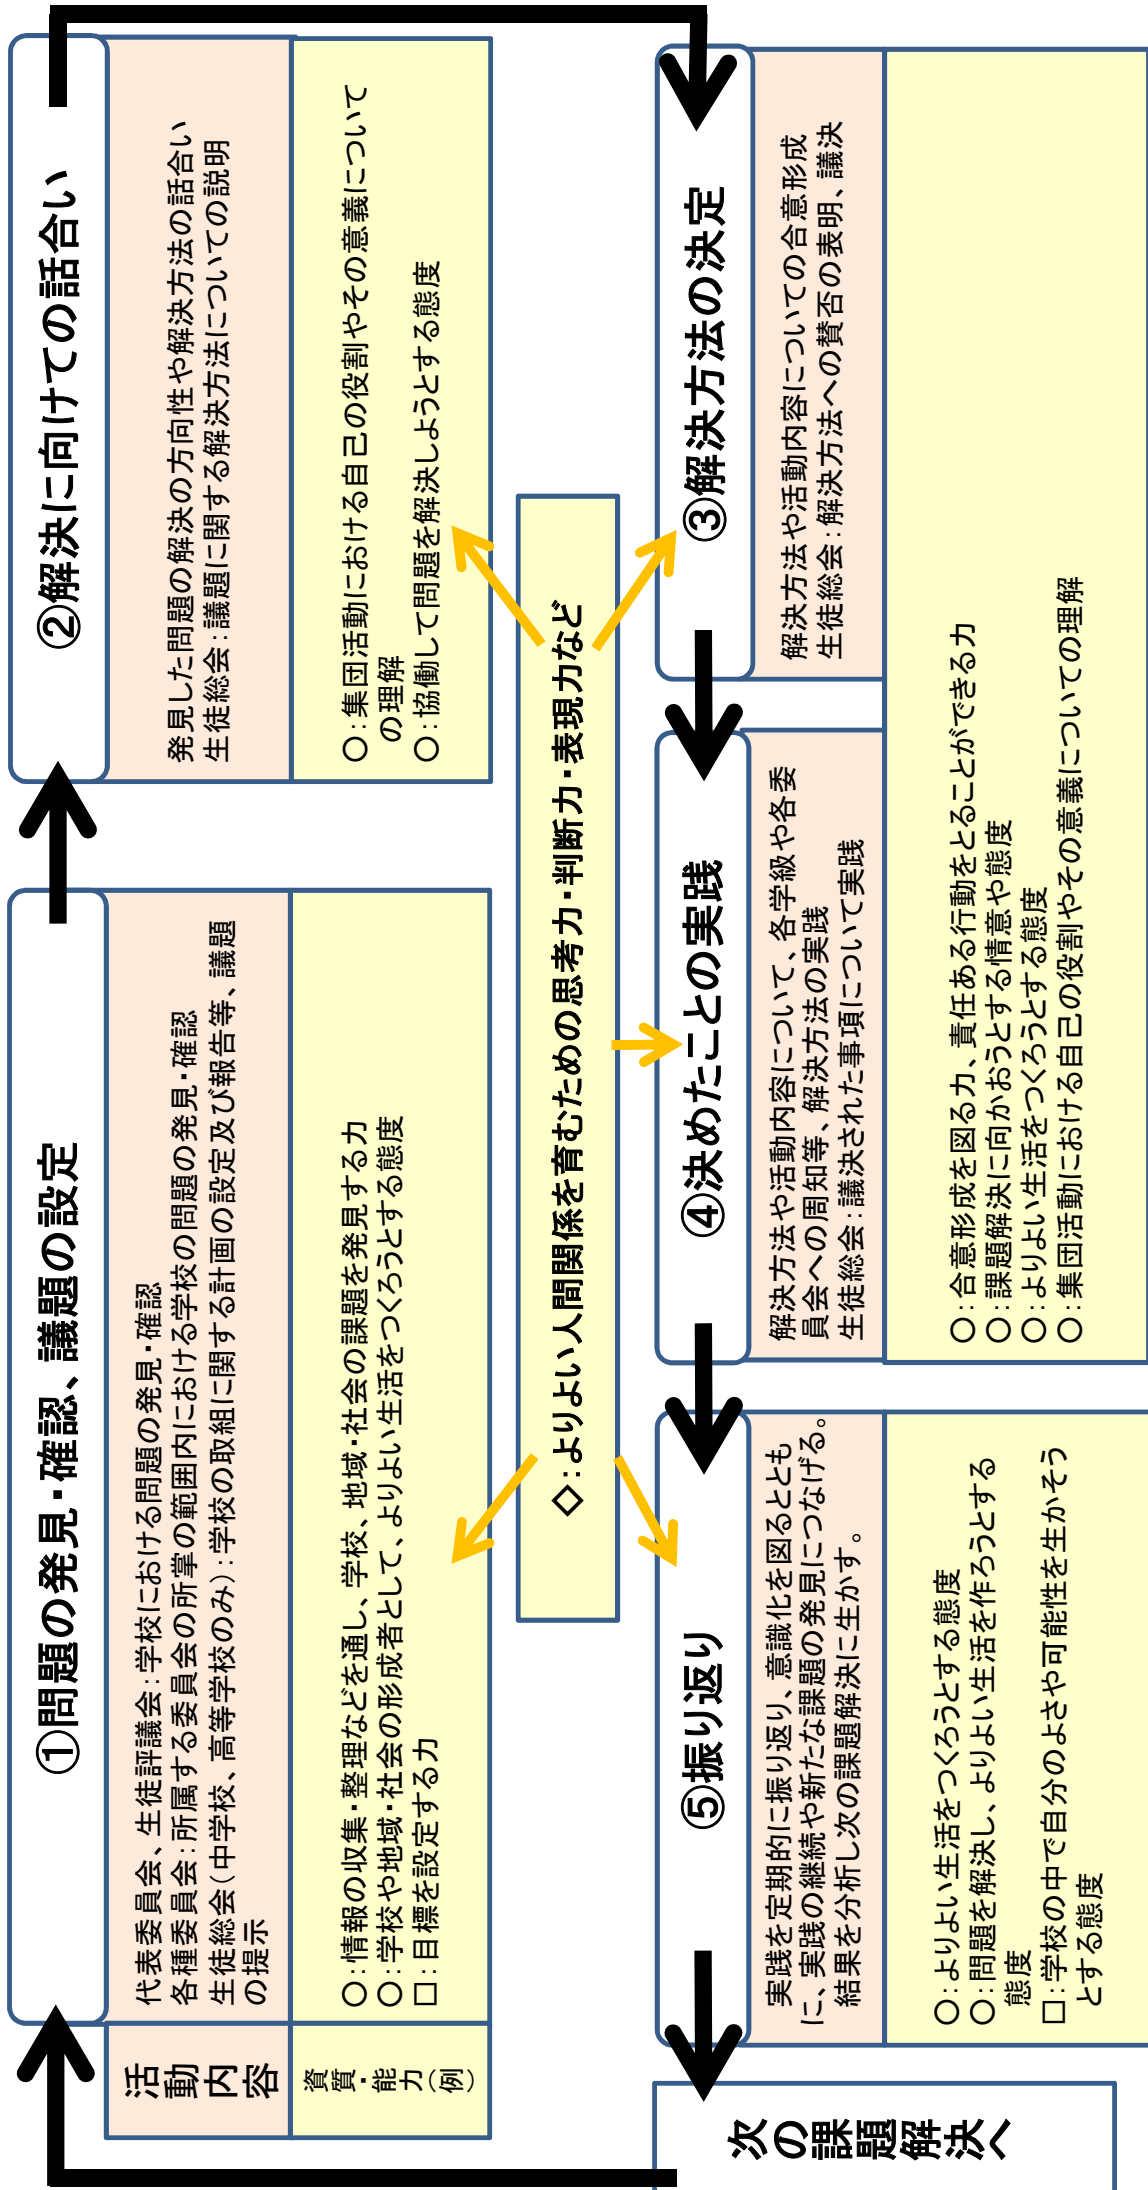 ①問題の発見・確認、議題の設定
活動内容
代表委員会、生徒評議会：学校における問題の発見・確認
各種委員会：所属する委員会の所掌の範囲内における学校の問題の発見・確認
生徒総会（中学校、高等学校のみ）：学校の取組に関する計画の設定及び報告等、議題
の提示
資質・能力（例）
○：情報の収集・整理などを通し、学校、地域・社会の課題を発見する力
○：学校や地域・社会の形成者として、よりよい生活をつくろうとする態度
□：目標を設定する力
②解決に向けての話合い
発見した問題の解決の方向性や解決方法の話合い
生徒総会：議題に関する解決方法についての説明
○：集団活動における自己の役割やその意義について
の理解
○：協働して問題を解決しようとする態度
◇：よりよい人間関係を育むための思考力・判断力・表現力など
③解決方法の決定
解決方法や活動内容についての合意形成
生徒総会：解決方法への賛否の表明、議決
④決めたことの実践
解決方法や活動内容について、各学級や各委
員会への周知等、解決方法の実践
生徒総会：議決された事項について実践
○：合意形成を図る力、責任ある行動をとることができる力
○：課題解決に向かおうとする情意や態度
○：よりよい生活をつくろうとする態度
○：集団活動における自己の役割やその意義についての理解
⑤振り返り
実践を定期的に振り返り、意識化を図るととも
に、実践の継続や新たな課題の発見につなげる。
結果を分析し次の課題解決に生かす。
○：よりよい生活をつくろうとする態度
○：問題を解決し、よりよい生活を作ろうとする
態度
□：学校の中で自分のよさや可能性を生かそう
とする態度
次の課題解決へ